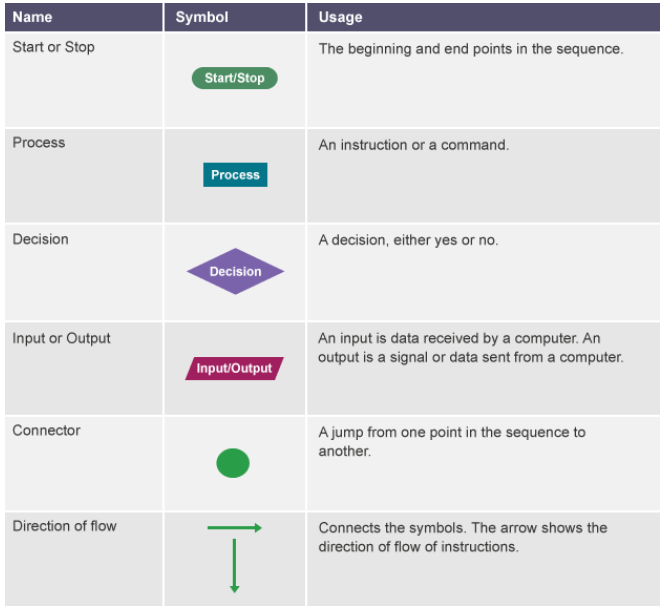 Name Symbol Usage
Start or Stop
Start/Stop
The beginning and end points in the sequence.
Process
Process
An instruction or a command.
Decision
Decision
A decision, either yes or no.
Input or Output
Input/Output
An input is data received by a computer. An
output is a signal or data sent from a computer.
Connector
A jump from one point in the sequence to
another.
Direction of flow
Connects the symbols. The arrow shows the
direction of flow of instructions.